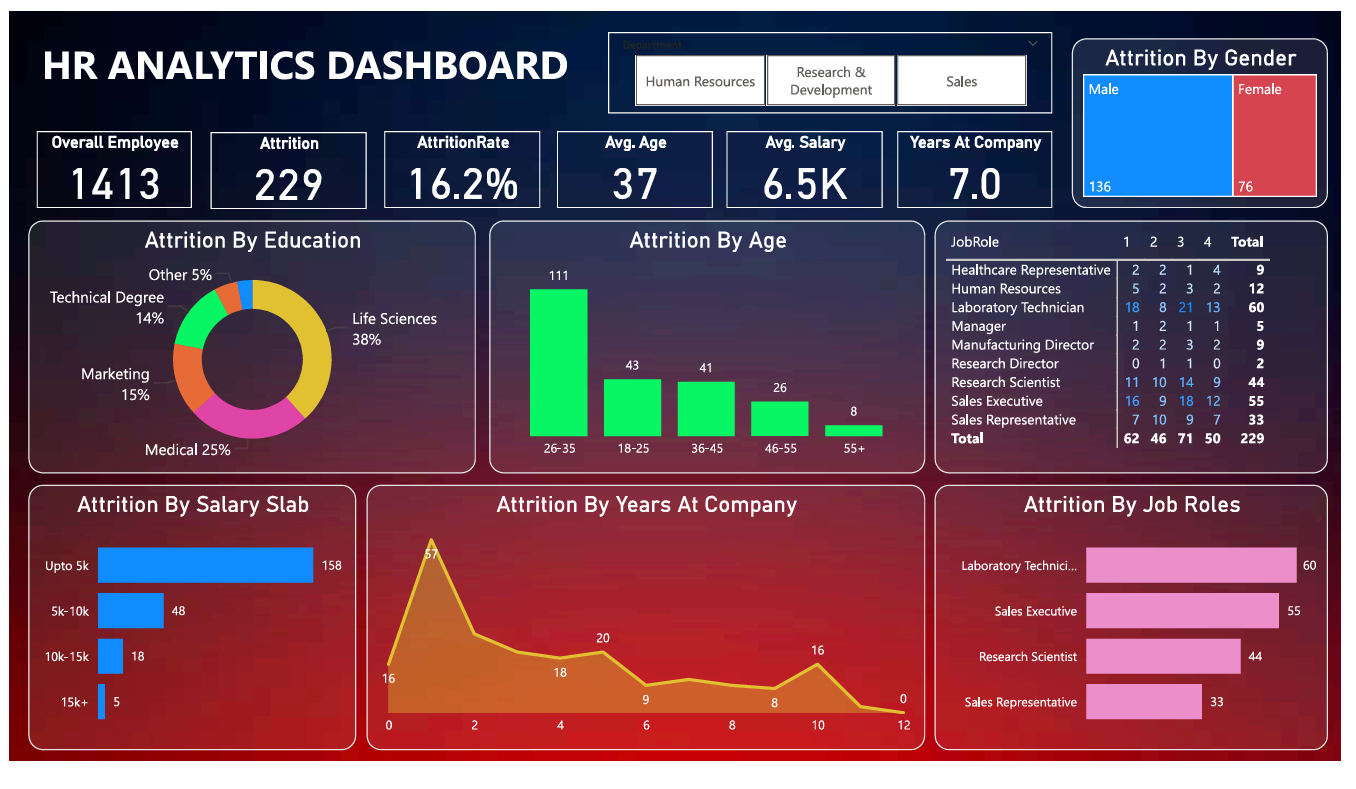 HR ANALYTICS DASHBOARD
Department
Human Resources
Research &
Development
Sales
Attrition By Gender
Male
136
Female
76
Overall Employee
1413
Attrition
229
AttritionRate
16.2%
Avg. Age
37
Avg. Salary
6.5K
Years At Company
7.0
Attrition By Education
Other 5%
Technical Degree
14%
Life Sciences
38%
Marketing
15%
Medical 25%
Attrition By Age
111
43
41
26
8
26-35 18-25 36-45 46-55 55+
JobRole 1 2 3 4 Total
Healthcare Representative 2 2 1 4 9
Human Resources 5 2 3 2 12
Laboratory Technician 18 8 21 13 60
Manager 1 2 1 1 5
Manufacturing Director 2 2 3 2 9
Research Director 0 1 1 0 2
Research Scientist 11 10 14 9 44
Sales Executive 16 9 18 12 55
Sales Representative 7 10 9 7 33
Total 62 46 71 50 229
Attrition By Salary Slab
Upto 5k 158
5k-10k 48
10k-15k 18
15k+ 5
Attrition By Years At Company
57
20
16
16
18
9
8
0
0 2 4 6 8 10 12
Attrition By Job Roles
Laboratory Technici... 60
Sales Executive 55
Research Scientist 44
Sales Representative 33